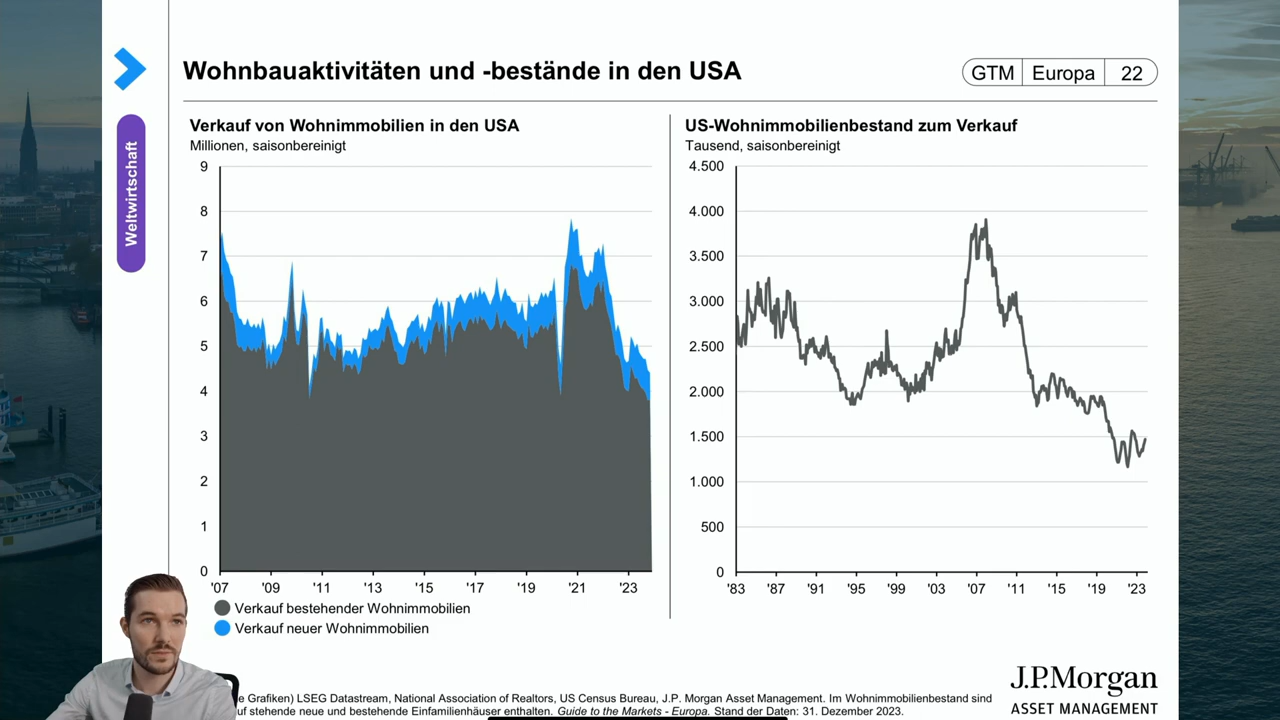 Wohnbauaktivitäten und -bestände in den USA
GTM Europa 22
Weltwirtschaft
Verkauf von Wohnimmobilien in den USA
Millionen, saisonbereinigt
9
8
7
6
5
4
3
2
1
0
'07 '09 '11 '13 '15 '17 '19 '21 '23
Verkauf bestehender Wohnimmobilien
Verkauf neuer Wohnimmobilien
US-Wohnimmobilienbestand zum Verkauf
Tausend, saisonbereinigt
4.500
4.000
3.500
3.000
2.500
2.000
1.500
1.000
500
0
'83 '87 '91 '95 '99 '03 '07 '11 '15 '19 '23
e Grafiken) LSEG Datastream, National Association of Realtors, US Census Bureau, J.P. Morgan Asset Management. Im Wohnimmobilienbestand sind
uf stehende neue und bestehende Einfamilienhäuser enthalten. Guide to the Markets - Europa. Stand der Daten: 31. Dezember 2023.
J.P.Morgan
ASSET MANAGEMENT